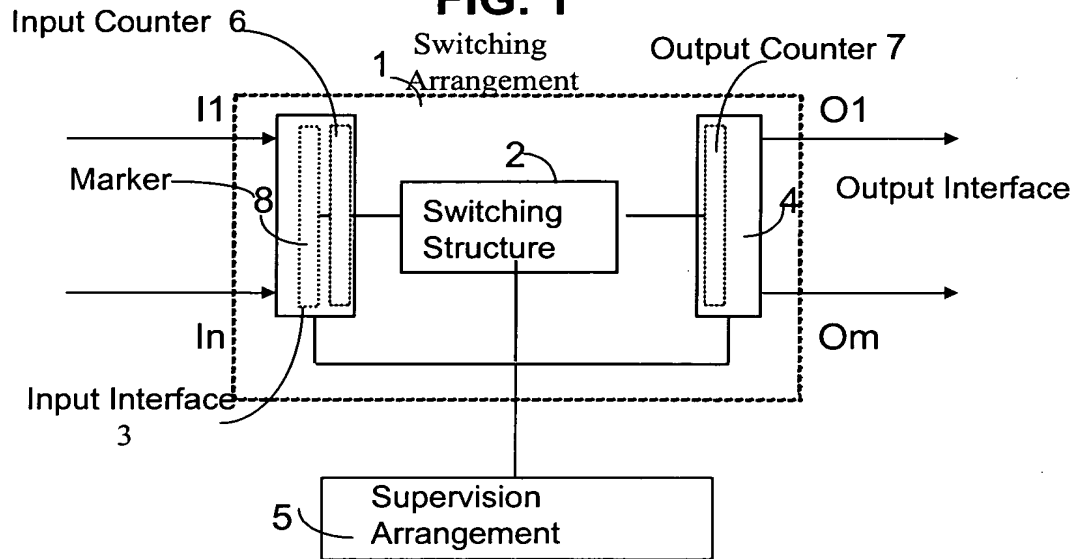 FIG. 1
Input Counter 6
Switching
Arrangement
1
Output Counter 7
I1
O1
Marker
8
2
Switching
Structure
4
Output Interface
In
Om
Input Interface
3
Supervision
Arrangement
5